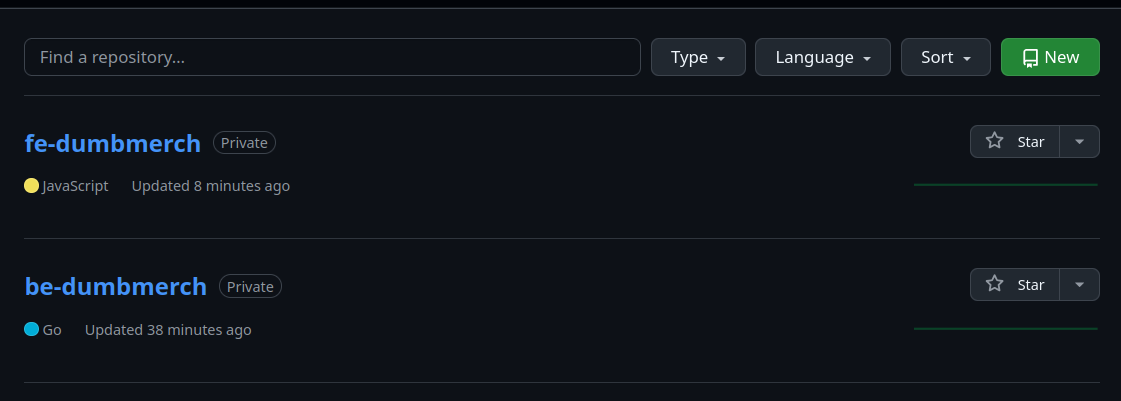 Find a repository... Type Language Sort New
fe-dumbmerch Private Star
JavaScript Updated 8 minutes ago
be-dumbmerch Private Star
Go Updated 38 minutes ago